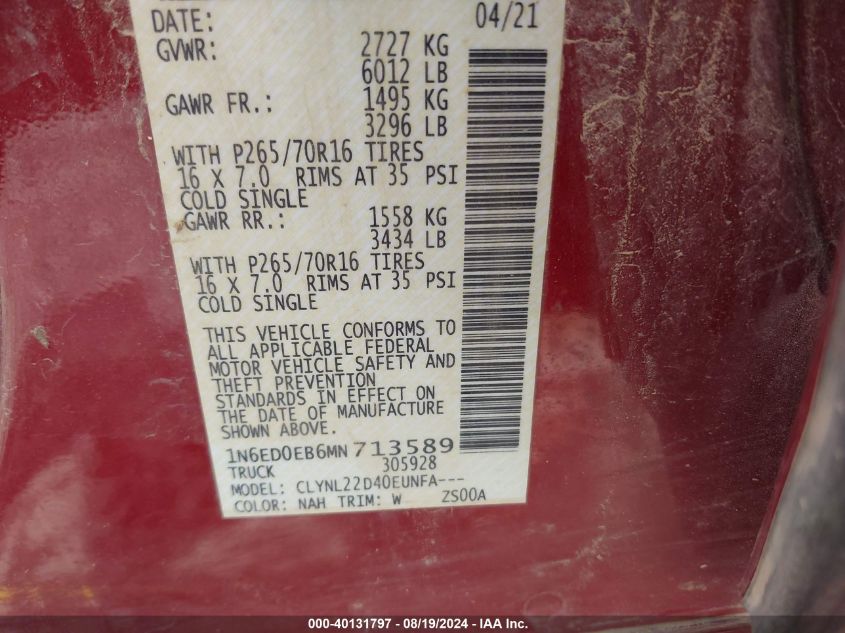 DATE: 04/21
GVWR: 2727 KG
6012 LB
GAWR FR.: 1495 KG
3296 LB
WITH P265/70R16 TIRES
16 X 7.0 RIMS AT 35 PSI
COLD SINGLE
GAWR RR.: 1558 KG
3434 LB
WITH P265/70R16 TIRES
16 X 7.0 RIMS AT 35 PSI
COLD SINGLE
THIS VEHICLE CONFORMS TO
ALL APPLICABLE FEDERAL
MOTOR VEHICLE SAFETY AND
THEFT PREVENTION
STANDARDS IN EFFECT ON
THE DATE OF MANUFACTURE
SHOWN ABOVE.
1N6ED0EB6MN 713589
TRUCK 305928
MODEL: CLYNL22D40EUNFA---
COLOR: NAH TRIM: W ZS00A
000-40131797 - 08/19/2024 - IAA Inc.